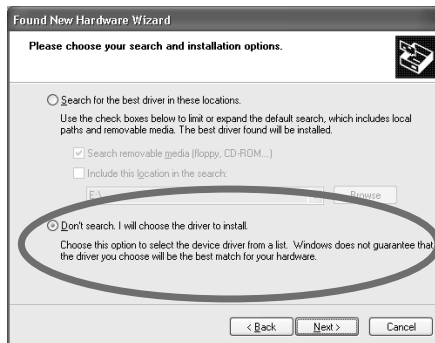 Found New Hardware Wizard
Please choose your search and installation options.
Search for the best driver in these locations.
Use the check boxes below to limit or expand the default search, which includes local
paths and removable media. The best driver found will be installed.
Search removable media (floppy, CD-ROM...)
Include this location in the search:
E:\
Browse
Don't search. I will choose the driver to install.
Choose this option to select the device driver from a list. Windows does not guarantee that
the driver you choose will be the best match for your hardware.
< Back
Next >
Cancel